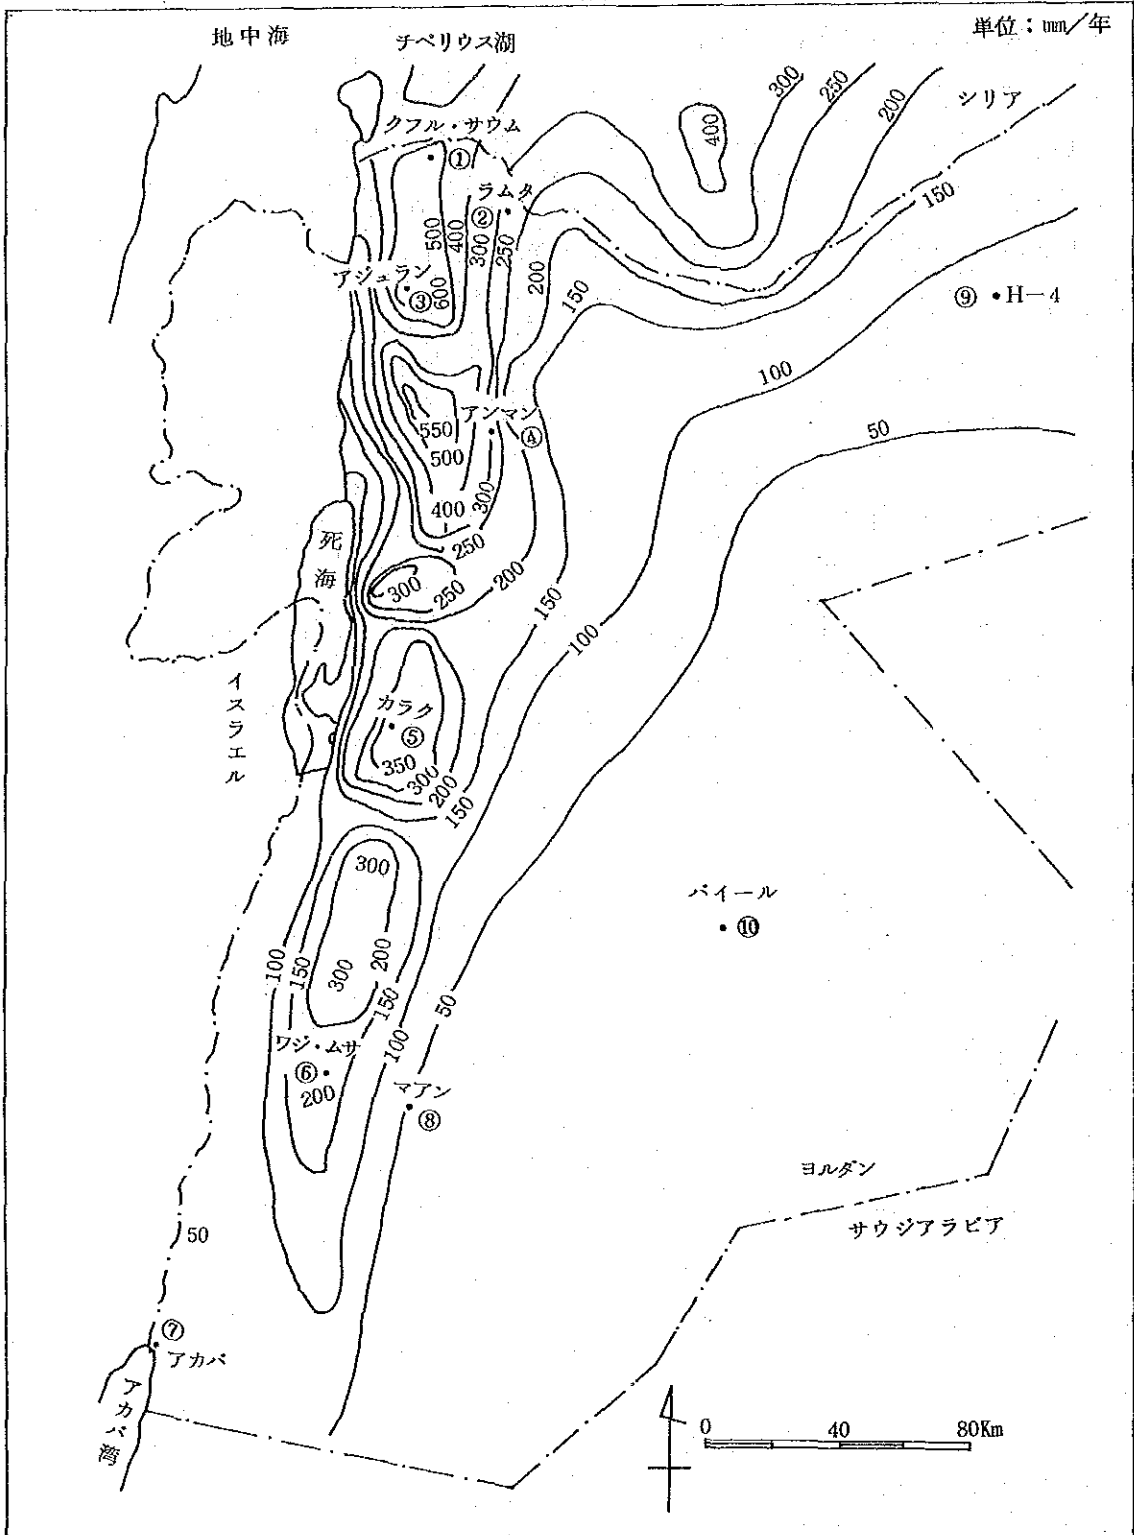 単位：mm／年
地中海
チベリウス湖
シリア
クフル・サウム
①
ラムタ
②
アジュラン
③
アンマン
④
⑨ H－4
300
250
200
400
150
500
400
300
250
600
200
150
100
50
550
500
400
300
250
200
300
250
150
100
死海
イスラエル
カラク
⑤
350
300
200
150
300
バイール
⑩
100
150
300
200
150
100
50
ワジ・ムサ
⑥
200
マアン
⑧
ヨルダン
サウジアラビア
50
⑦
アカバ
アカバ湾
0 40 80Km